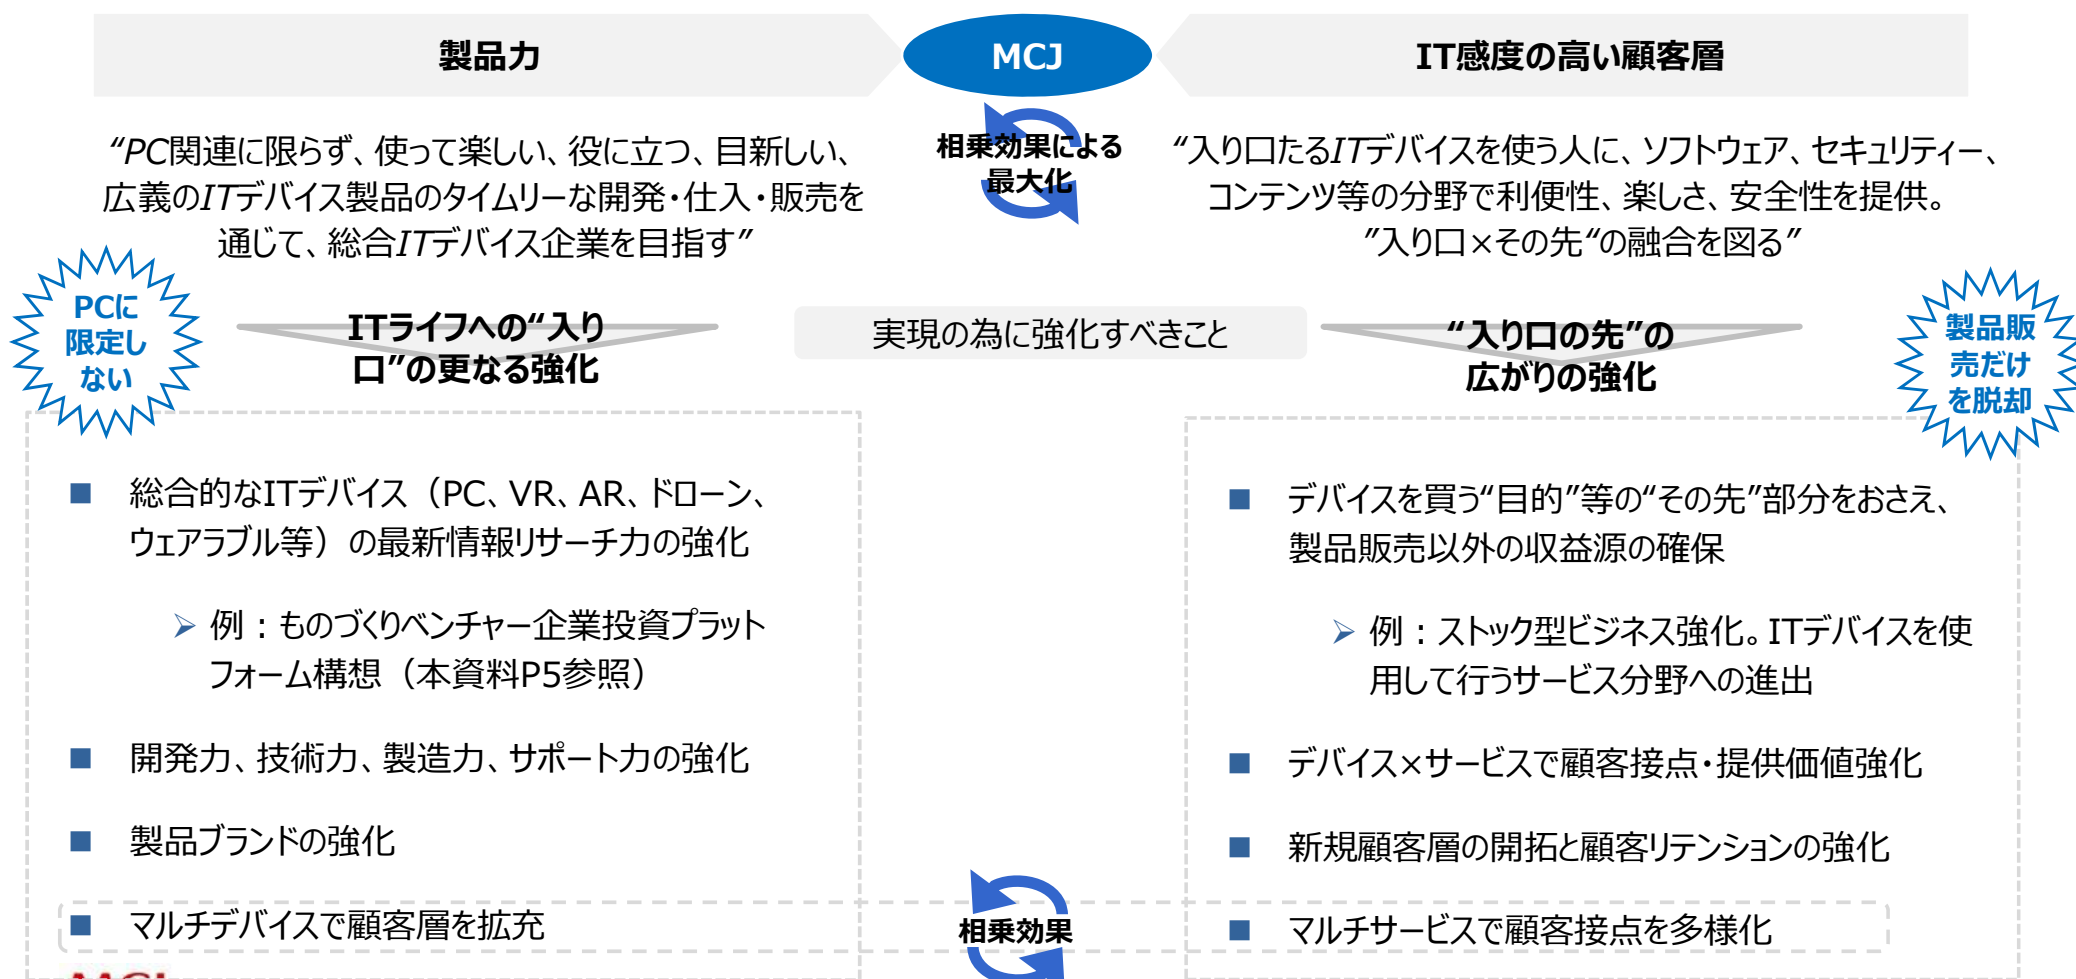 製品力
MCJ
IT感度の高い顧客層
“PC関連に限らず、使って楽しい、役に立つ、目新しい、
広義のITデバイス製品のタイムリーな開発・仕入・販売を
通じて、総合ITデバイス企業を目指す”
相乗効果による
最大化
“入り口たるITデバイスを使う人に、ソフトウェア、セキュリティー、
コンテンツ等の分野で利便性、楽しさ、安全性を提供。
”入り口×その先“の融合を図る”
PCに
限定し
ない
ITライフへの“入り
口”の更なる強化
実現の為に強化すべきこと
“入り口の先”の
広がりの強化
製品販
売だけ
を脱却
■ 総合的なITデバイス（PC、VR、AR、ドローン、
ウェアラブル等）の最新情報リサーチ力の強化
➢ 例：ものづくりベンチャー企業投資プラット
フォーム構想（本資料P5参照）
■ 開発力、技術力、製造力、サポート力の強化
■ 製品ブランドの強化
■ マルチデバイスで顧客層を拡充
■ デバイスを買う“目的”等の“その先”部分をおさえ、
製品販売以外の収益源の確保
➢ 例：ストック型ビジネス強化。ITデバイスを使
用して行うサービス分野への進出
■ デバイス×サービスで顧客接点・提供価値強化
■ 新規顧客層の開拓と顧客リテンションの強化
■ マルチサービスで顧客接点を多様化
相乗効果
MCJ